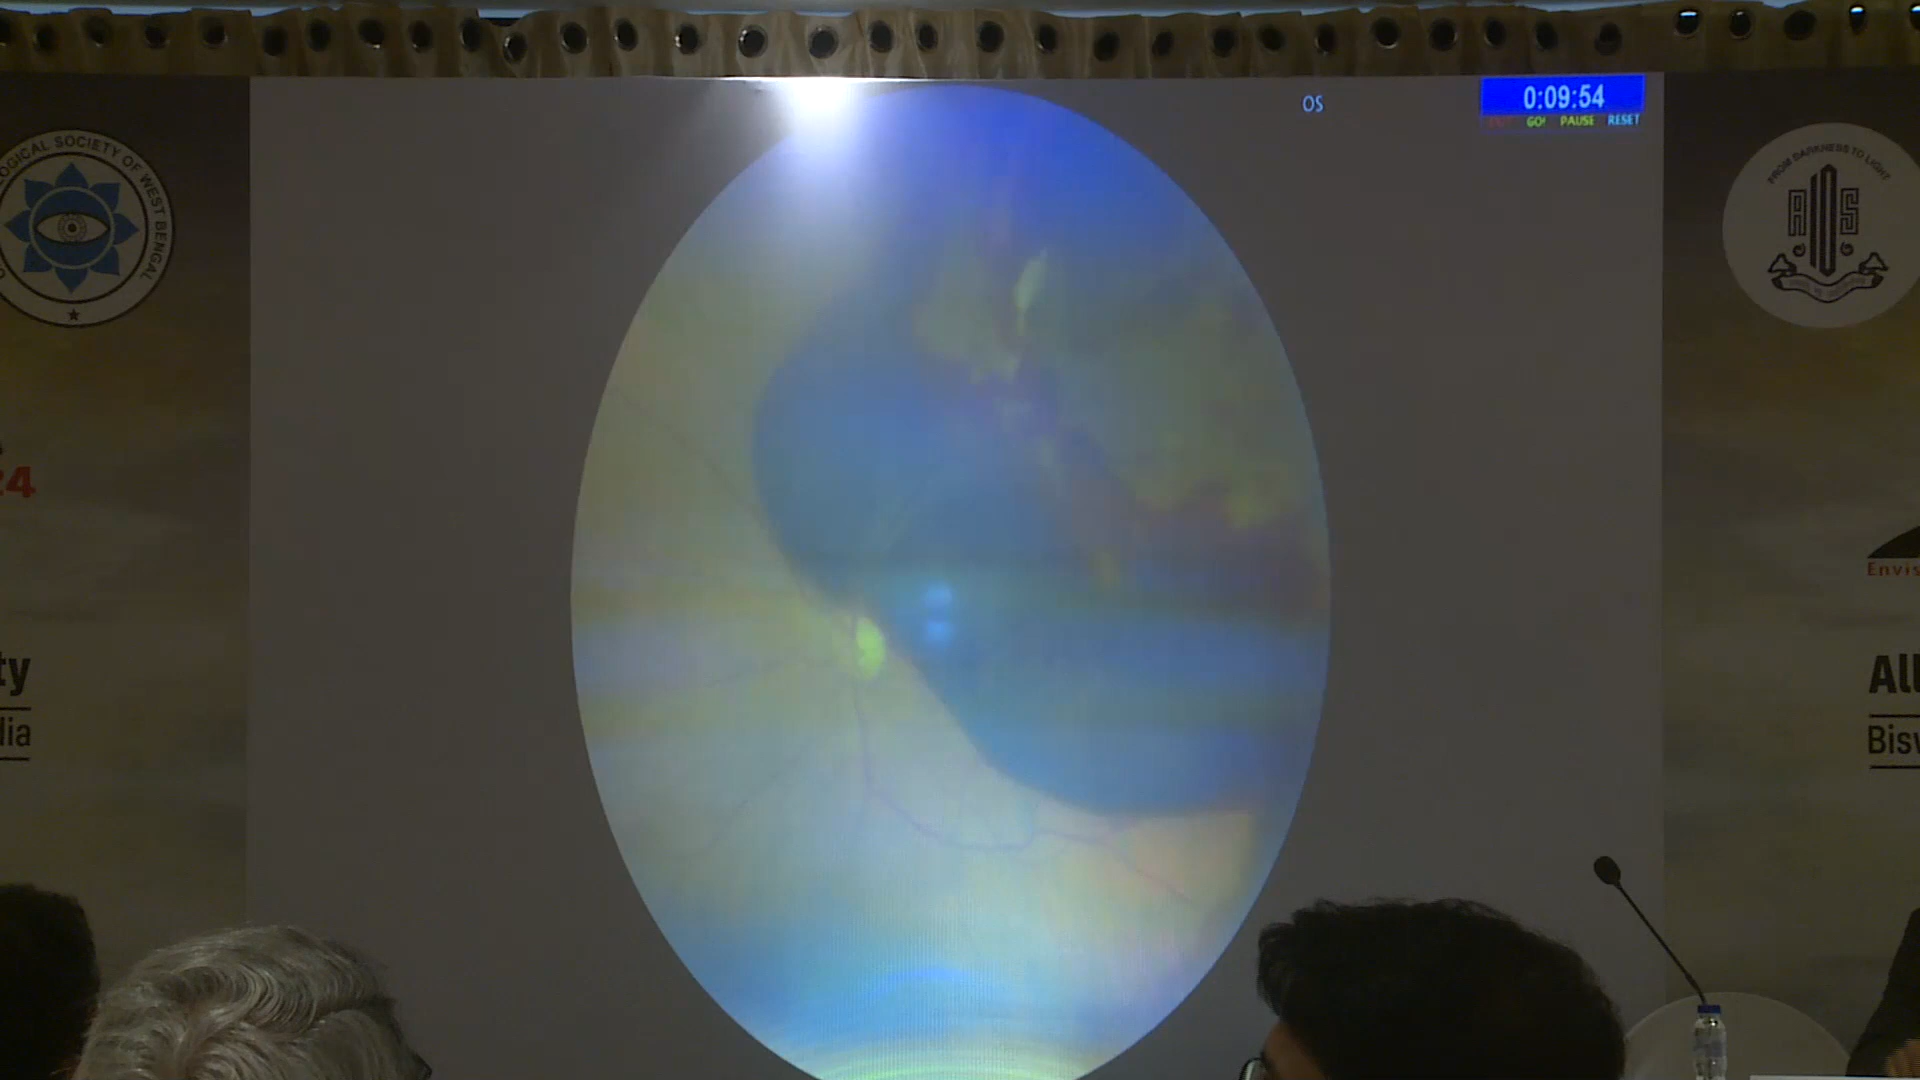 OS
0:09:54
GO! PAUSE RESET
LOGICAL SOCIETY OF WEST BENGAL
FROM DARKNESS TO LIGHT
AIOS
24
Envis
ty
dia
All
Bisw